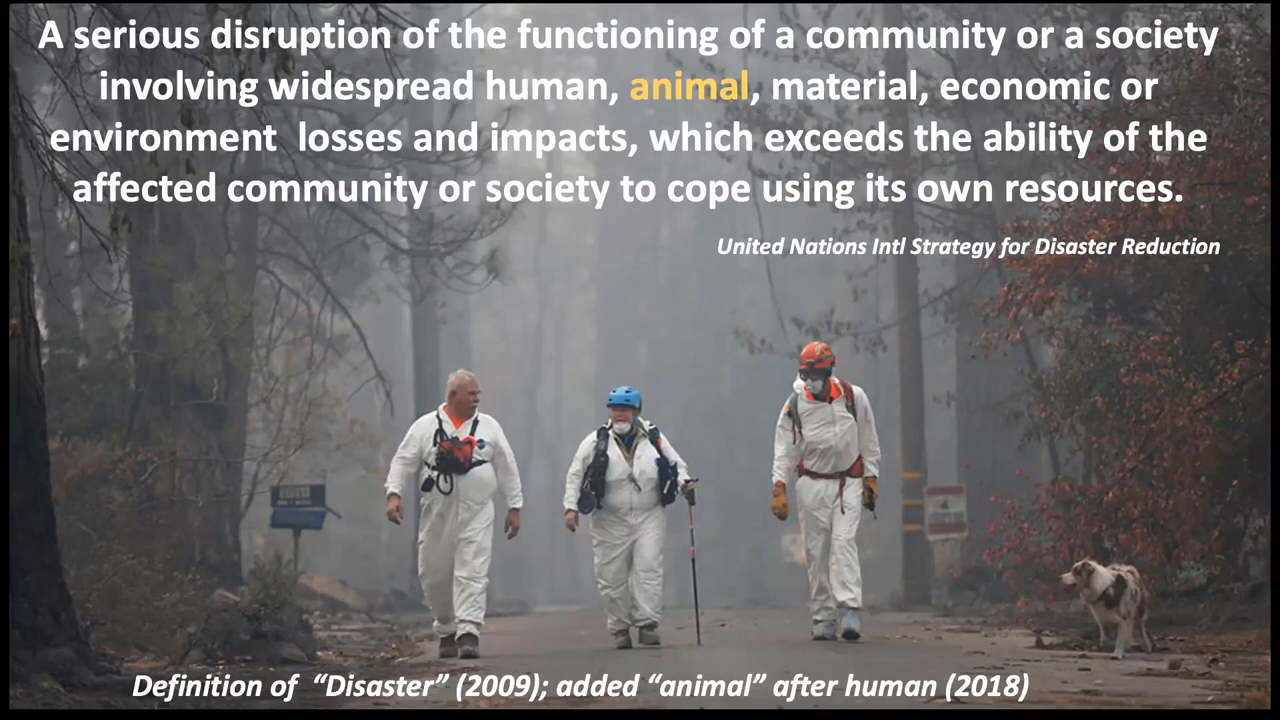 A serious disruption of the functioning of a community or a society
involving widespread human, animal, material, economic or
environment  losses and impacts, which exceeds the ability of the
affected community or society to cope using its own resources.
United Nations Intl Strategy for Disaster Reduction
Definition of  “Disaster” (2009); added “animal” after human (2018)